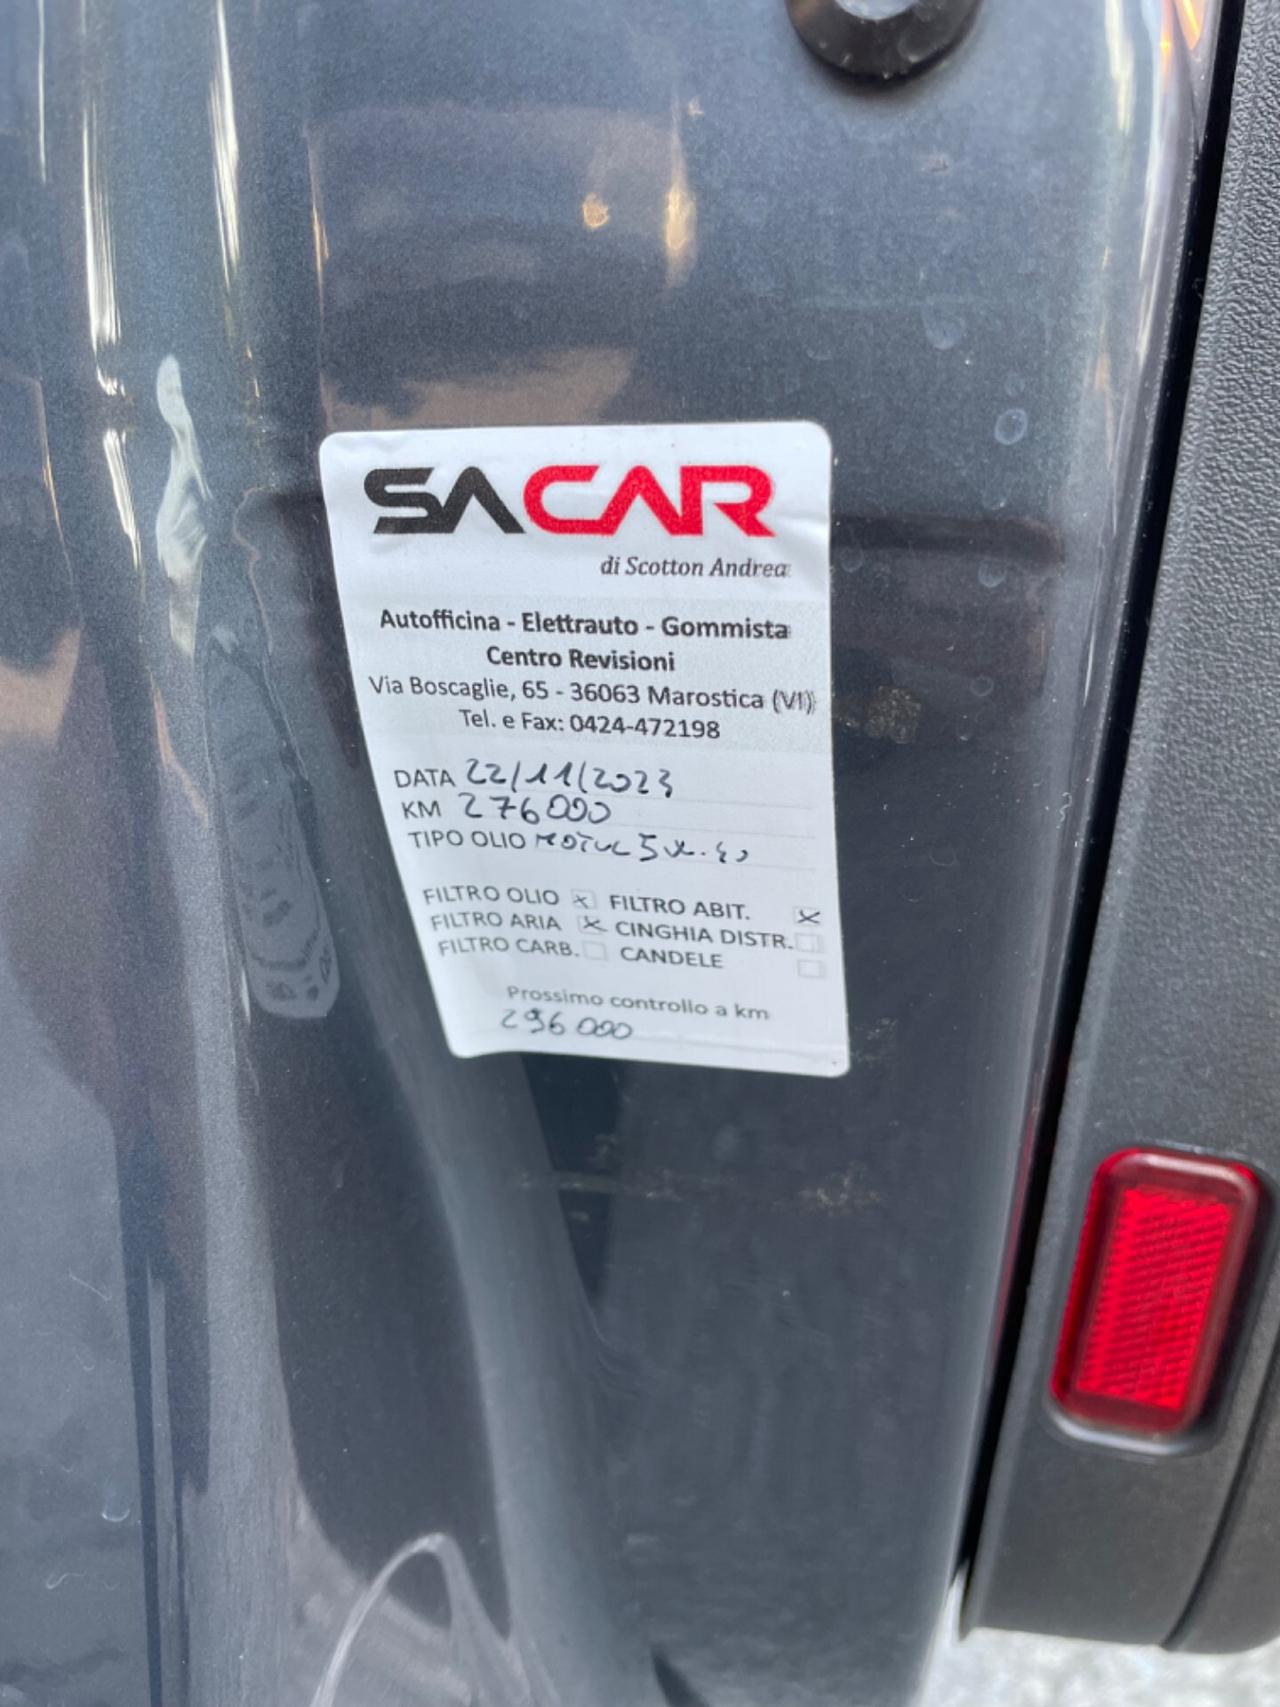 SACAR
di Scotton Andrea
Autofficina - Elettrauto - Gommista
Centro Revisioni
Via Boscaglie, 65 - 36063 Marostica (VI)
Tel. e Fax: 0424-472198
DATA 22/11/2023
KM 276000
TIPO OLIO MOTUL 5W.40
FILTRO OLIO x FILTRO ABIT. x
FILTRO ARIA x CINGHIA DISTR.
FILTRO CARB. CANDELE
Prossimo controllo a km
296000